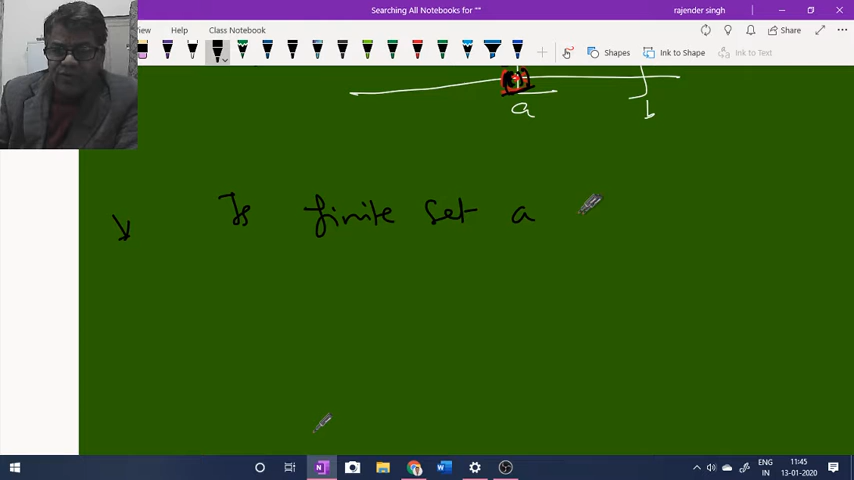 Searching All Notebooks for ""
rajender singh
View
Help
Class Notebook
Share
Shapes
Ink to Shape
Ink to Text
a
Is finite set a
ENG
IN
11:45
13-01-2020